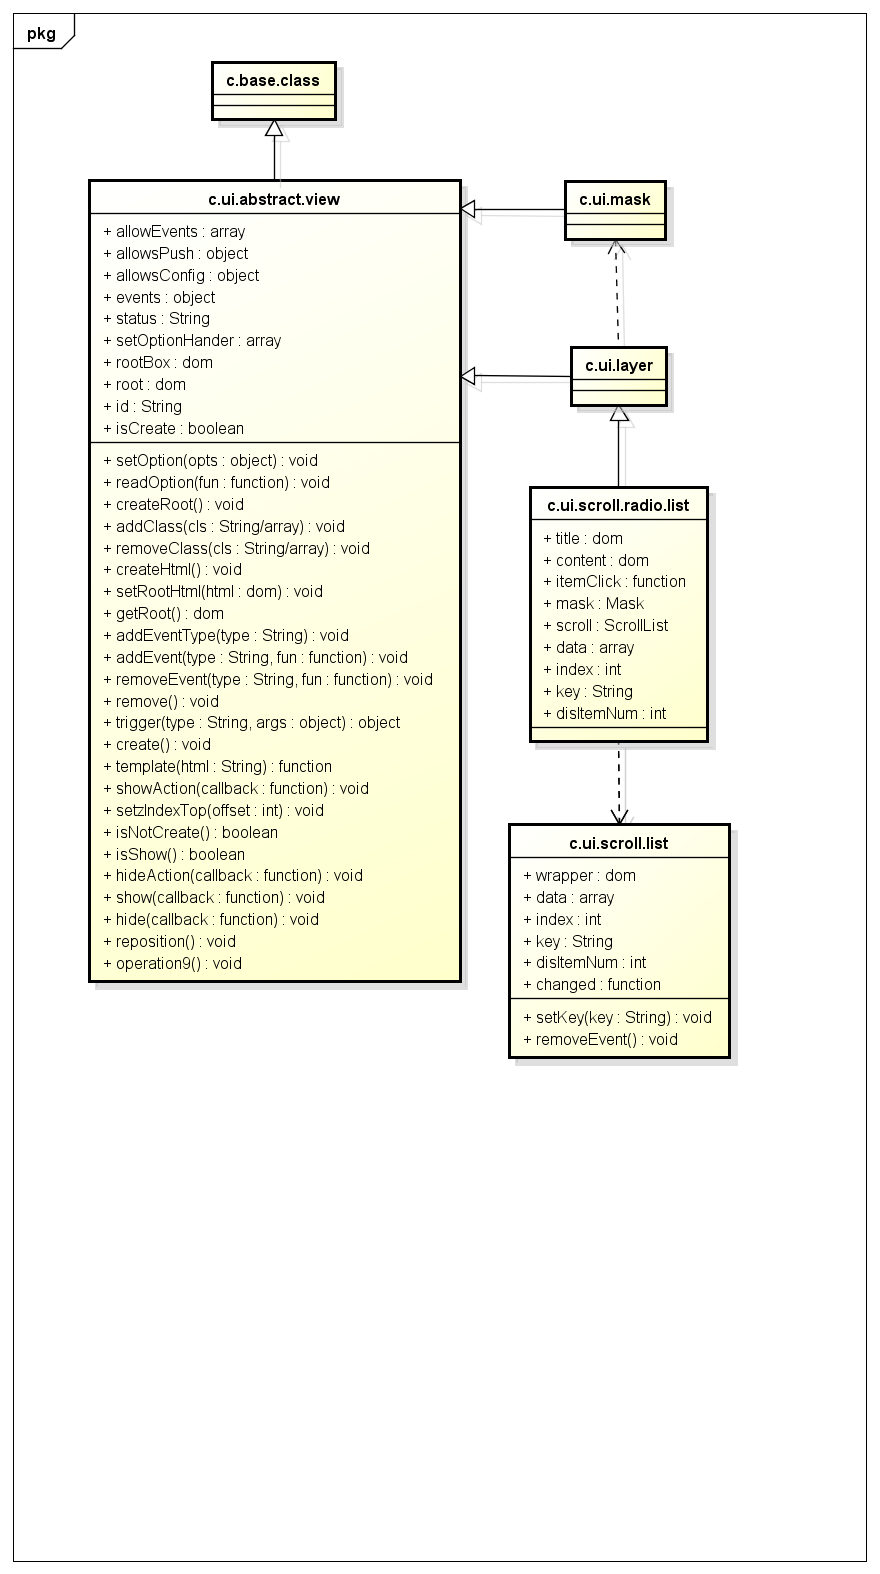 pkg
c.base.class
c.ui.abstract.view
+ allowEvents : array
+ allowsPush : object
+ allowsConfig : object
+ events : object
+ status : String
+ setOptionHander : array
+ rootBox : dom
+ root : dom
+ id : String
+ isCreate : boolean
+ setOption(opts : object) : void
+ readOption(fun : function) : void
+ createRoot() : void
+ addClass(cls : String/array) : void
+ removeClass(cls : String/array) : void
+ createHtml() : void
+ setRootHtml(html : dom) : void
+ getRoot() : dom
+ addEventType(type : String) : void
+ addEvent(type : String, fun : function) : void
+ removeEvent(type : String, fun : function) : void
+ remove() : void
+ trigger(type : String, args : object) : object
+ create() : void
+ template(html : String) : function
+ showAction(callback : function) : void
+ setzIndexTop(offset : int) : void
+ isNotCreate() : boolean
+ isShow() : boolean
+ hideAction(callback : function) : void
+ show(callback : function) : void
+ hide(callback : function) : void
+ reposition() : void
+ operation9() : void
c.ui.mask
c.ui.layer
c.ui.scroll.radio.list
+ title : dom
+ content : dom
+ itemClick : function
+ mask : Mask
+ scroll : ScrollList
+ data : array
+ index : int
+ key : String
+ disItemNum : int
c.ui.scroll.list
+ wrapper : dom
+ data : array
+ index : int
+ key : String
+ disItemNum : int
+ changed : function
+ setKey(key : String) : void
+ removeEvent() : void